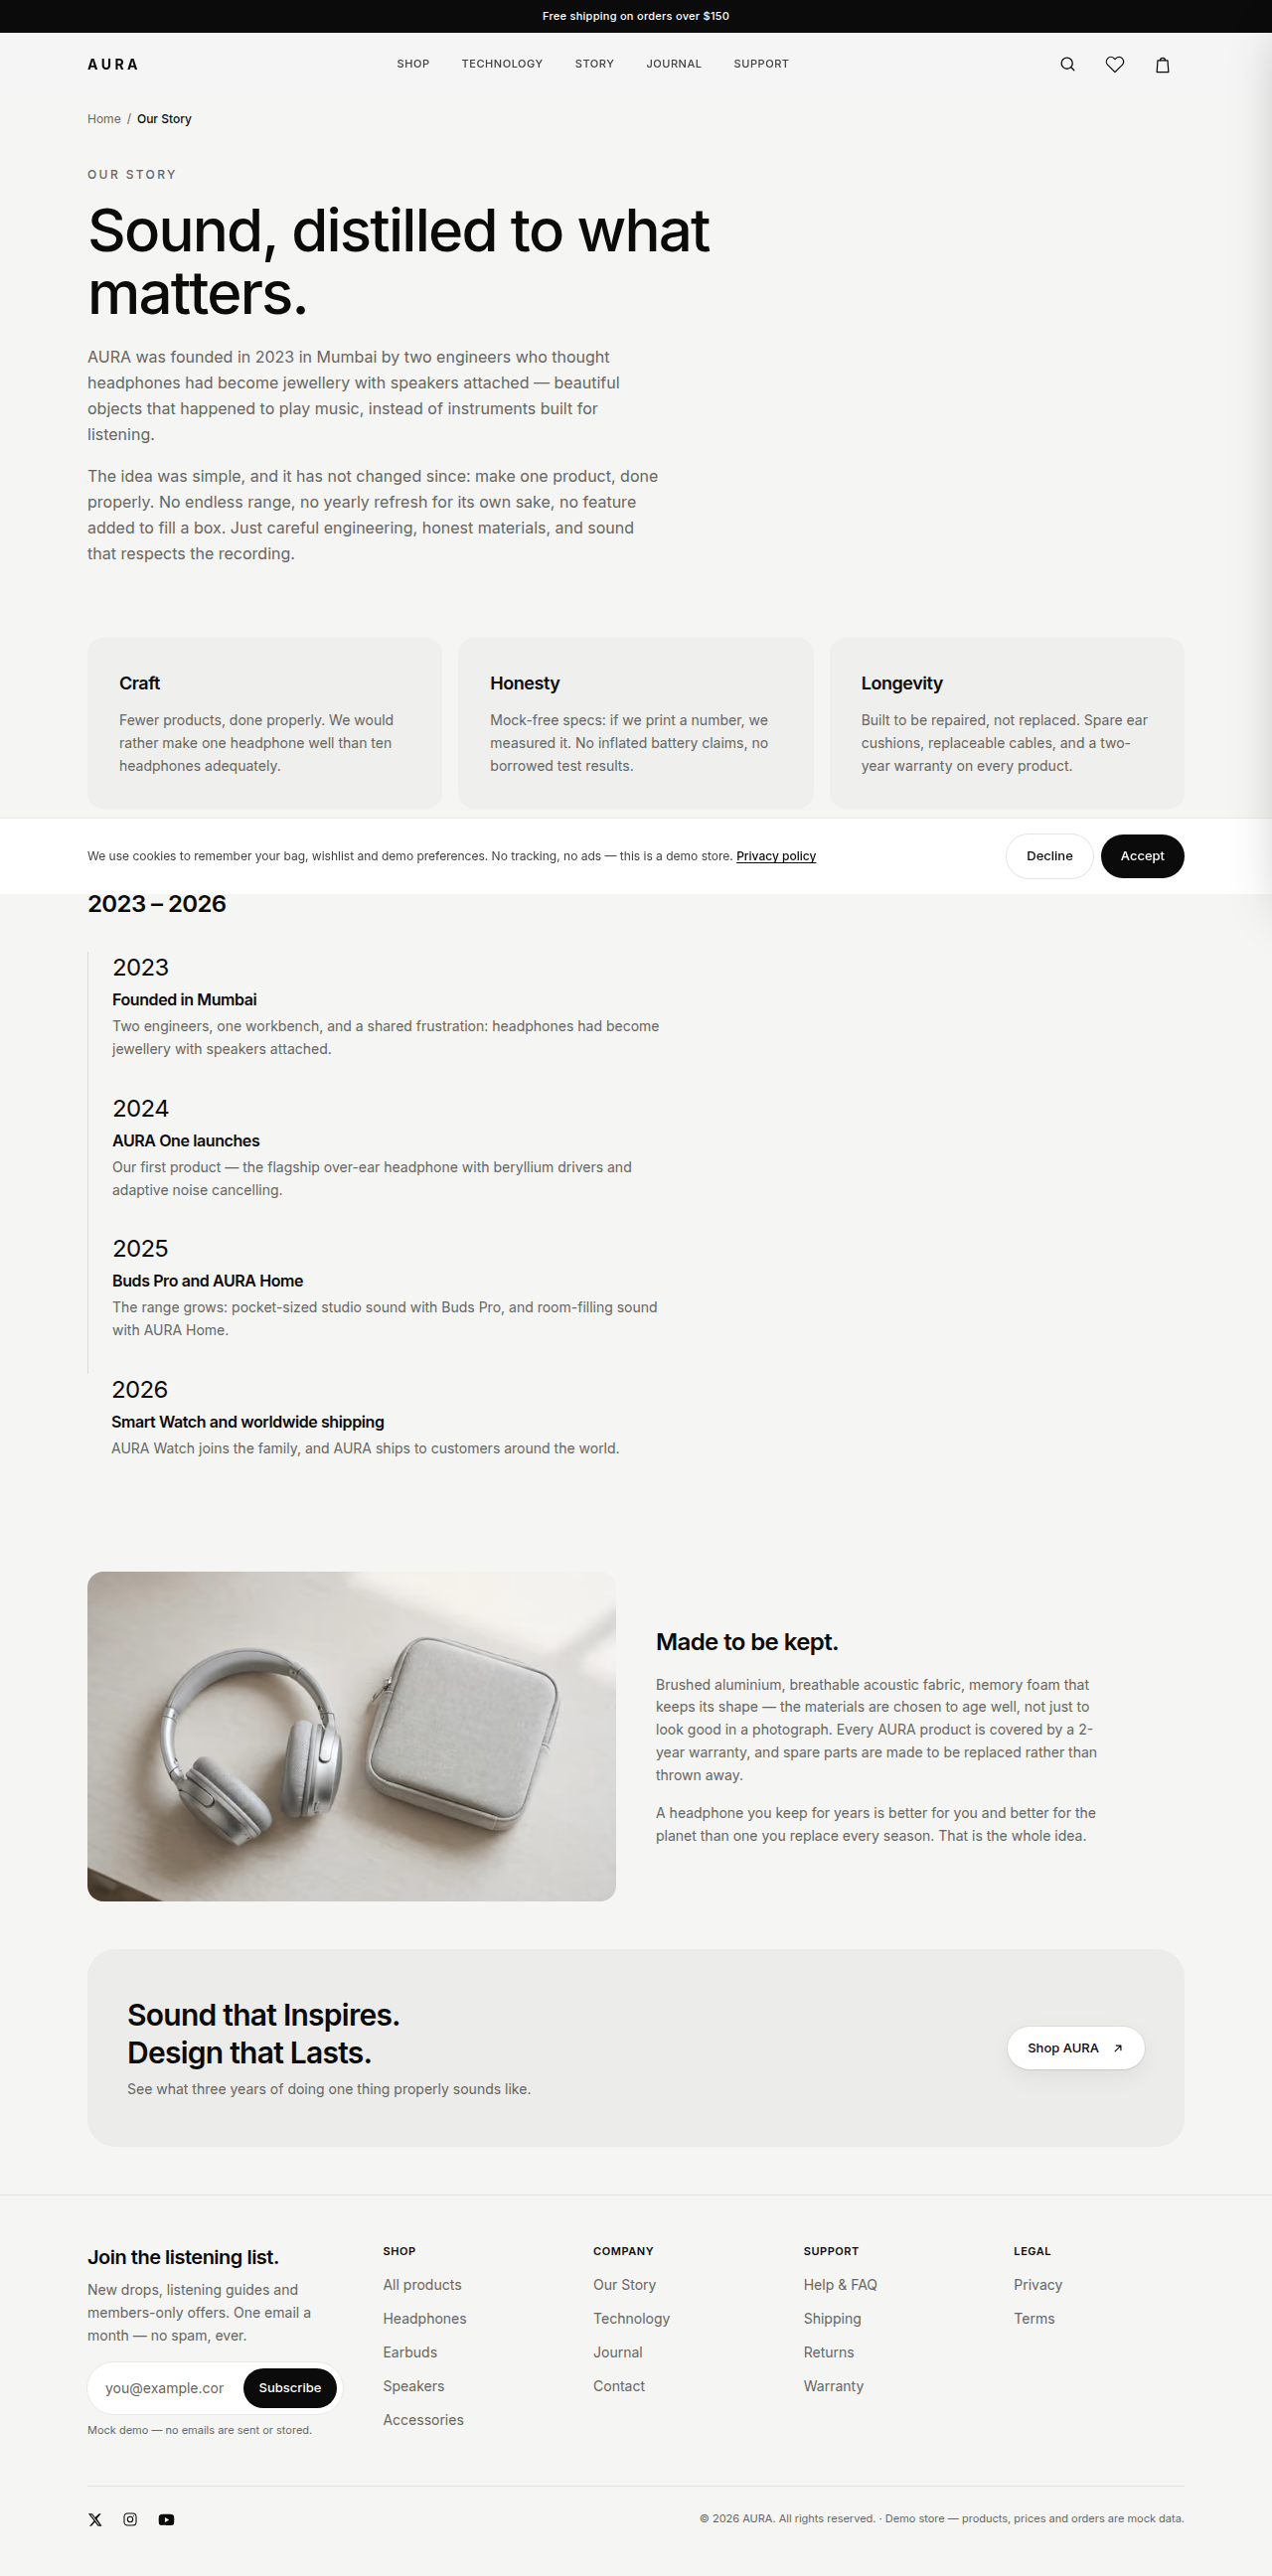 Free shipping on orders over $150
AURA
SHOP
TECHNOLOGY
STORY
JOURNAL
SUPPORT
Home / Our Story
OUR STORY
Sound, distilled to what
matters.
AURA was founded in 2023 in Mumbai by two engineers who thought
headphones had become jewellery with speakers attached — beautiful
objects that happened to play music, instead of instruments built for
listening.
The idea was simple, and it has not changed since: make one product, done
properly. No endless range, no yearly refresh for its own sake, no feature
added to fill a box. Just careful engineering, honest materials, and sound
that respects the recording.
Craft
Fewer products, done properly. We would
rather make one headphone well than ten
headphones adequately.
Honesty
Mock-free specs: if we print a number, we
measured it. No inflated battery claims, no
borrowed test results.
Longevity
Built to be repaired, not replaced. Spare ear
cushions, replaceable cables, and a two-
year warranty on every product.
We use cookies to remember your bag, wishlist and demo preferences. No tracking, no ads — this is a demo store. Privacy policy
Decline
Accept
2023 – 2026
2023
Founded in Mumbai
Two engineers, one workbench, and a shared frustration: headphones had become
jewellery with speakers attached.
2024
AURA One launches
Our first product — the flagship over-ear headphone with beryllium drivers and
adaptive noise cancelling.
2025
Buds Pro and AURA Home
The range grows: pocket-sized studio sound with Buds Pro, and room-filling sound
with AURA Home.
2026
Smart Watch and worldwide shipping
AURA Watch joins the family, and AURA ships to customers around the world.
Made to be kept.
Brushed aluminium, breathable acoustic fabric, memory foam that
keeps its shape — the materials are chosen to age well, not just to
look good in a photograph. Every AURA product is covered by a 2-
year warranty, and spare parts are made to be replaced rather than
thrown away.
A headphone you keep for years is better for you and better for the
planet than one you replace every season. That is the whole idea.
Sound that Inspires.
Design that Lasts.
See what three years of doing one thing properly sounds like.
Shop AURA
Join the listening list.
New drops, listening guides and
members-only offers. One email a
month — no spam, ever.
you@example.cor
Subscribe
Mock demo — no emails are sent or stored.
SHOP
All products
Headphones
Earbuds
Speakers
Accessories
COMPANY
Our Story
Technology
Journal
Contact
SUPPORT
Help & FAQ
Shipping
Returns
Warranty
LEGAL
Privacy
Terms
© 2026 AURA. All rights reserved. · Demo store — products, prices and orders are mock data.